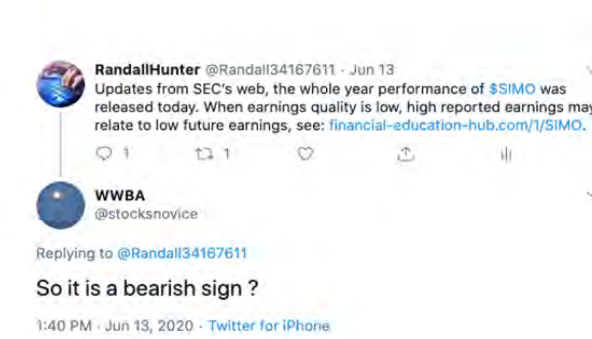 RandallHunter @Randall34167611 · Jun 13
Updates from SEC's web, the whole year performance of $SIMO was
released today. When earnings quality is low, high reported earnings may
relate to low future earnings, see: financial-education-hub.com/1/SIMO.
1 1
WWBA
@stocksnovice
Replying to @Randall34167611
So it is a bearish sign ?
1:40 PM · Jun 13, 2020 · Twitter for iPhone